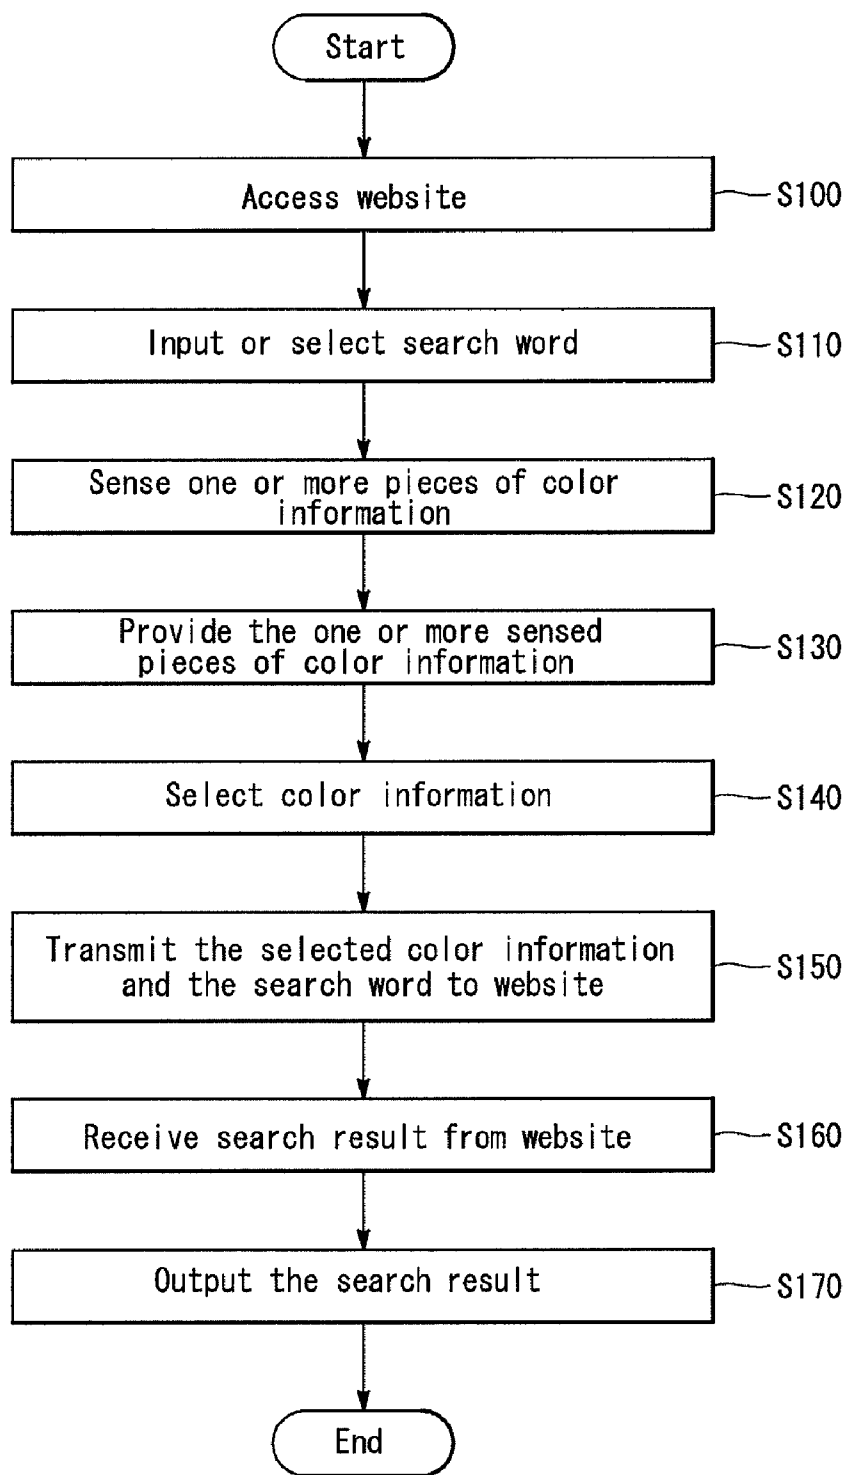 Start
Access website
S100
Input or select search word
S110
Sense one or more pieces of color
information
S120
Provide the one or more sensed
pieces of color information
S130
Select color information
S140
Transmit the selected color information
and the search word to website
S150
Receive search result from website
S160
Output the search result
S170
End